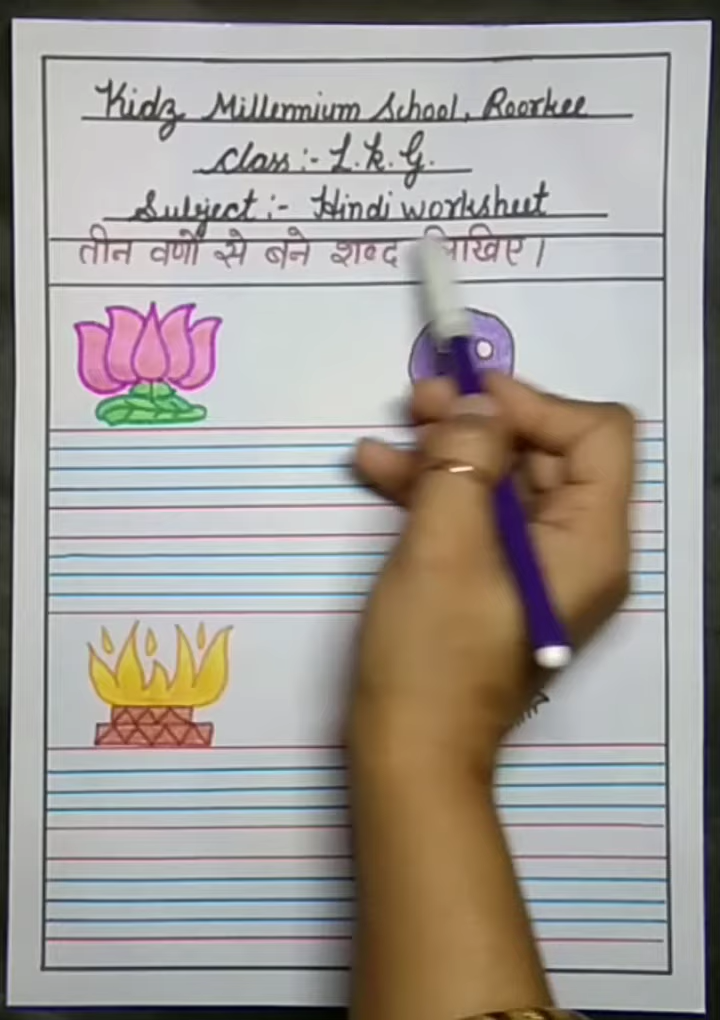 Kidz Millennium School, Roorkee
Class:- L.K.G.
Subject:- Hindi worksheet
तीन वर्णों से बने शब्द लिखिए।